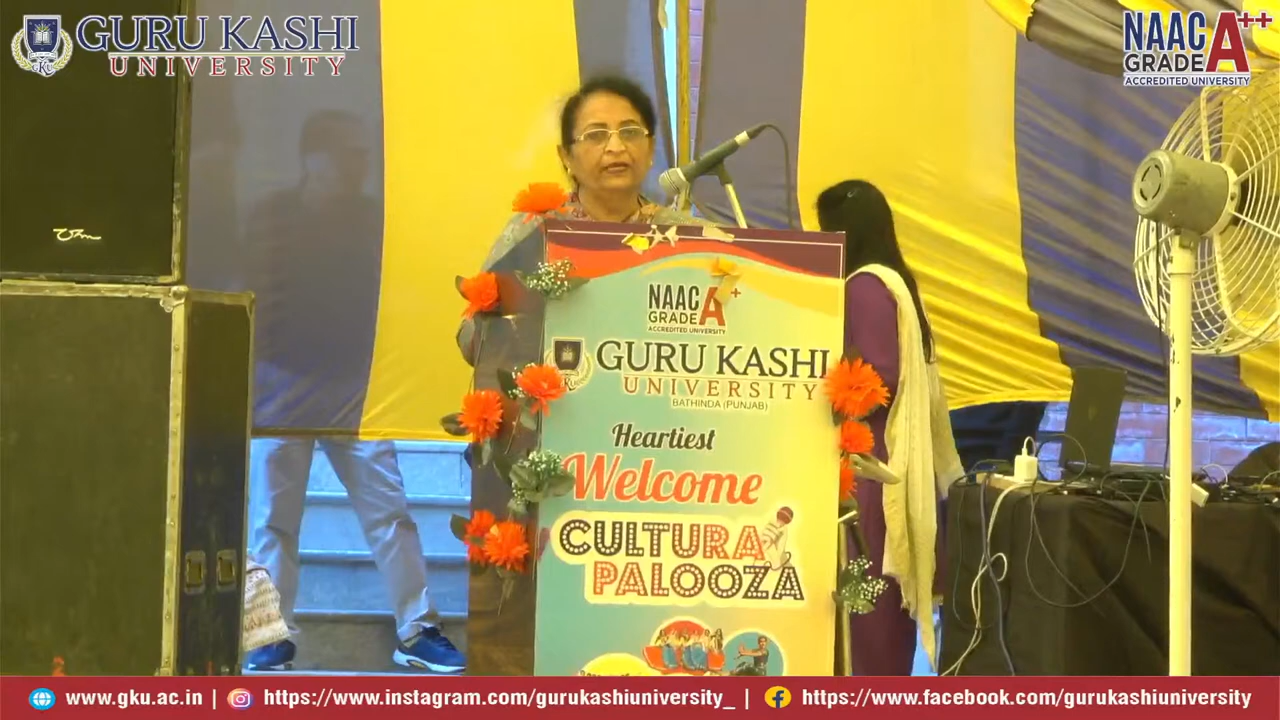 GURU KASHI
UNIVERSITY
NAAC
GRADE A++
ACCREDITED UNIVERSITY
NAAC
GRADE A+
ACCREDITED UNIVERSITY
GURU KASHI
UNIVERSITY
BATHINDA (PUNJAB)
Heartiest
Welcome
CULTURA
PALOOZA
www.gku.ac.in | https://www.instagram.com/gurukashiuniversity_ | https://www.facebook.com/gurukashiuniversity